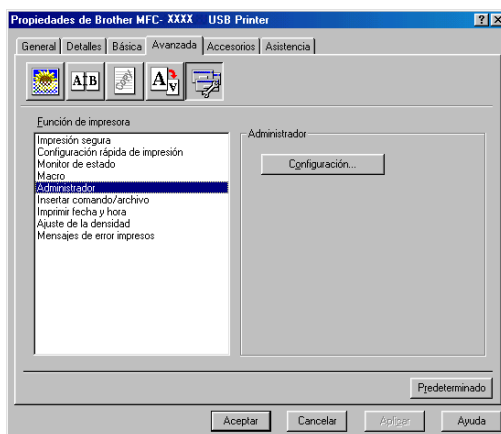 Propiedades de Brother MFC- XXXX USB Printer
General Detalles Básica Avanzada Accesorios Asistencia
A B
A A
Función de impresora
Impresión segura
Configuración rápida de impresión
Monitor de estado
Macro
Administrador
Insertar comando/archivo
Imprimir fecha y hora
Ajuste de la densidad
Mensajes de error impresos
Administrador
Configuración...
Predeterminado
Aceptar Cancelar Aplicar Ayuda